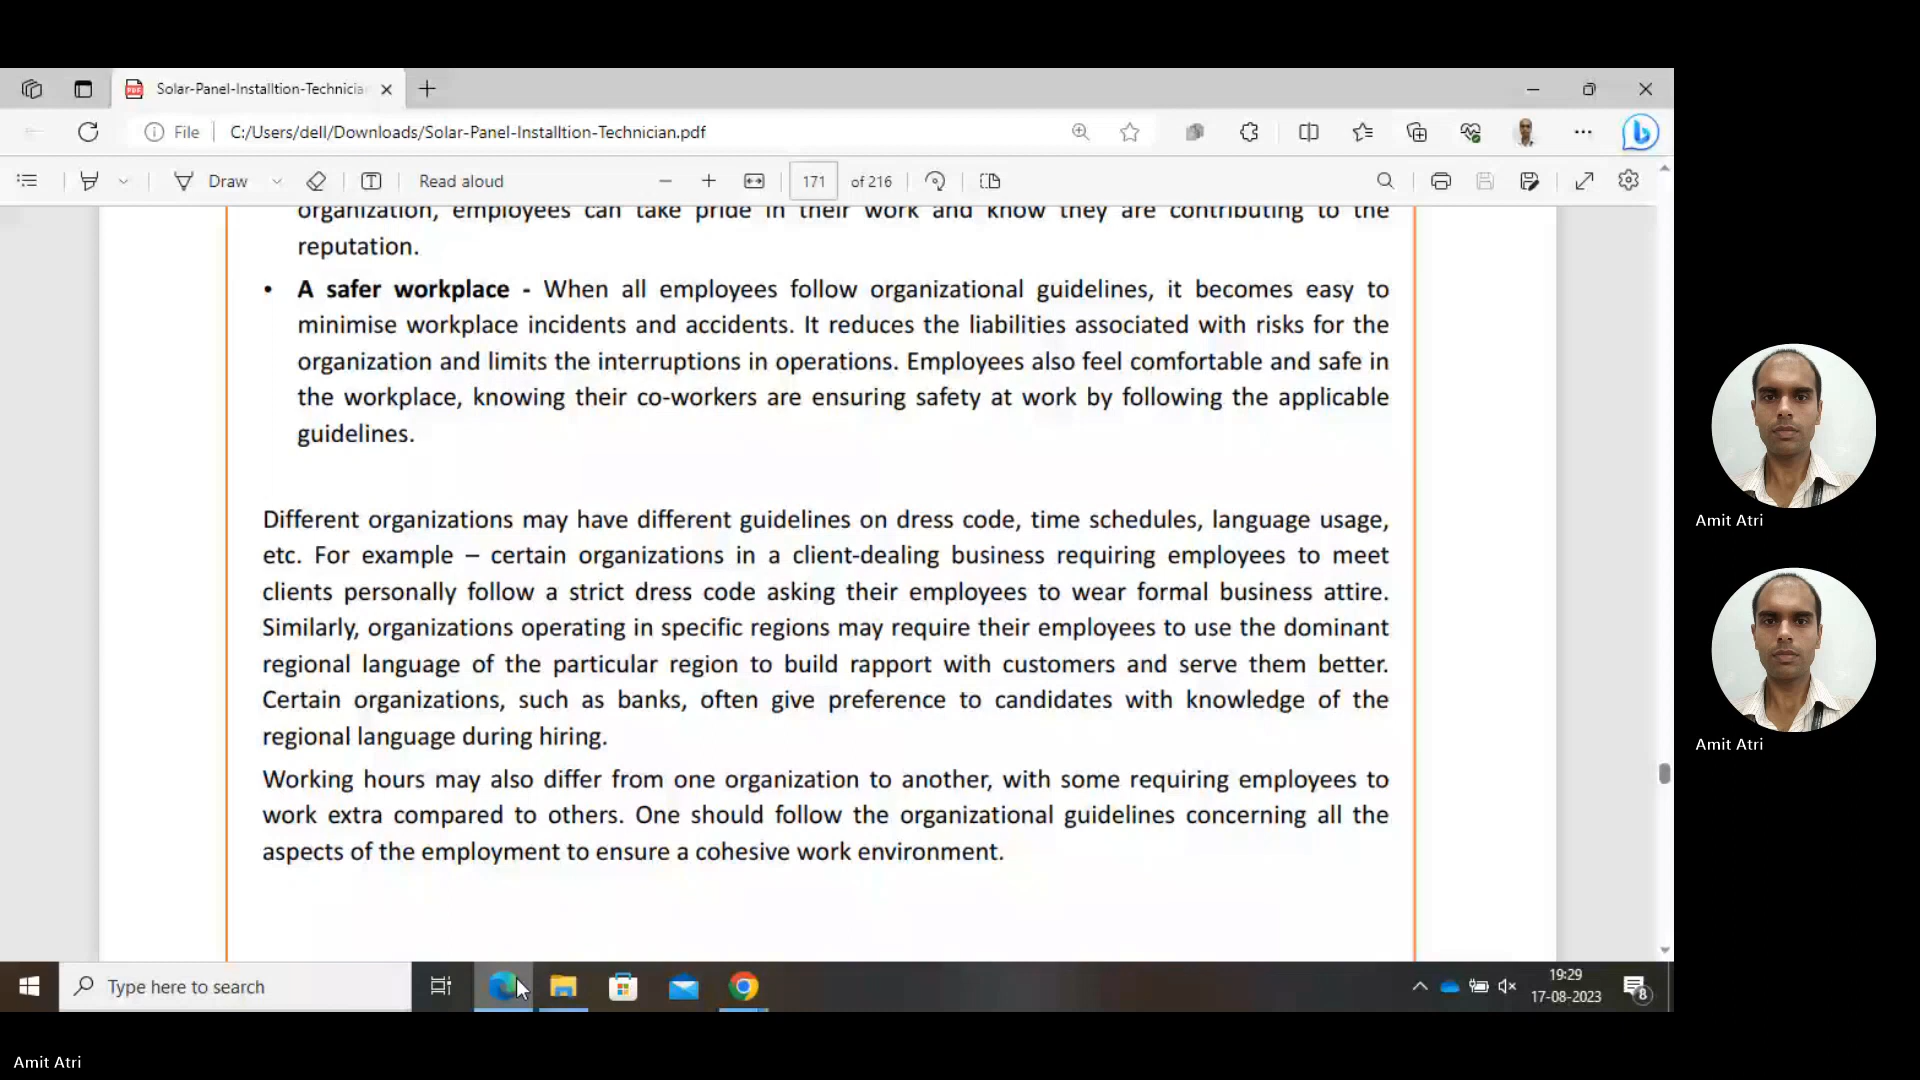 Solar-Panel-Installtion-Technicia
File
C:/Users/dell/Downloads/Solar-Panel-Installtion-Technician.pdf
Draw
Read aloud
171
of 216
organization, employees can take pride in their work and know they are contributing to the
reputation.
• A safer workplace - When all employees follow organizational guidelines, it becomes easy to
minimise workplace incidents and accidents. It reduces the liabilities associated with risks for the
organization and limits the interruptions in operations. Employees also feel comfortable and safe in
the workplace, knowing their co-workers are ensuring safety at work by following the applicable
guidelines.
Different organizations may have different guidelines on dress code, time schedules, language usage,
etc. For example – certain organizations in a client-dealing business requiring employees to meet
clients personally follow a strict dress code asking their employees to wear formal business attire.
Similarly, organizations operating in specific regions may require their employees to use the dominant
regional language of the particular region to build rapport with customers and serve them better.
Certain organizations, such as banks, often give preference to candidates with knowledge of the
regional language during hiring.
Working hours may also differ from one organization to another, with some requiring employees to
work extra compared to others. One should follow the organizational guidelines concerning all the
aspects of the employment to ensure a cohesive work environment.
Type here to search
19:29
17-08-2023
8
Amit Atri
Amit Atri
Amit Atri